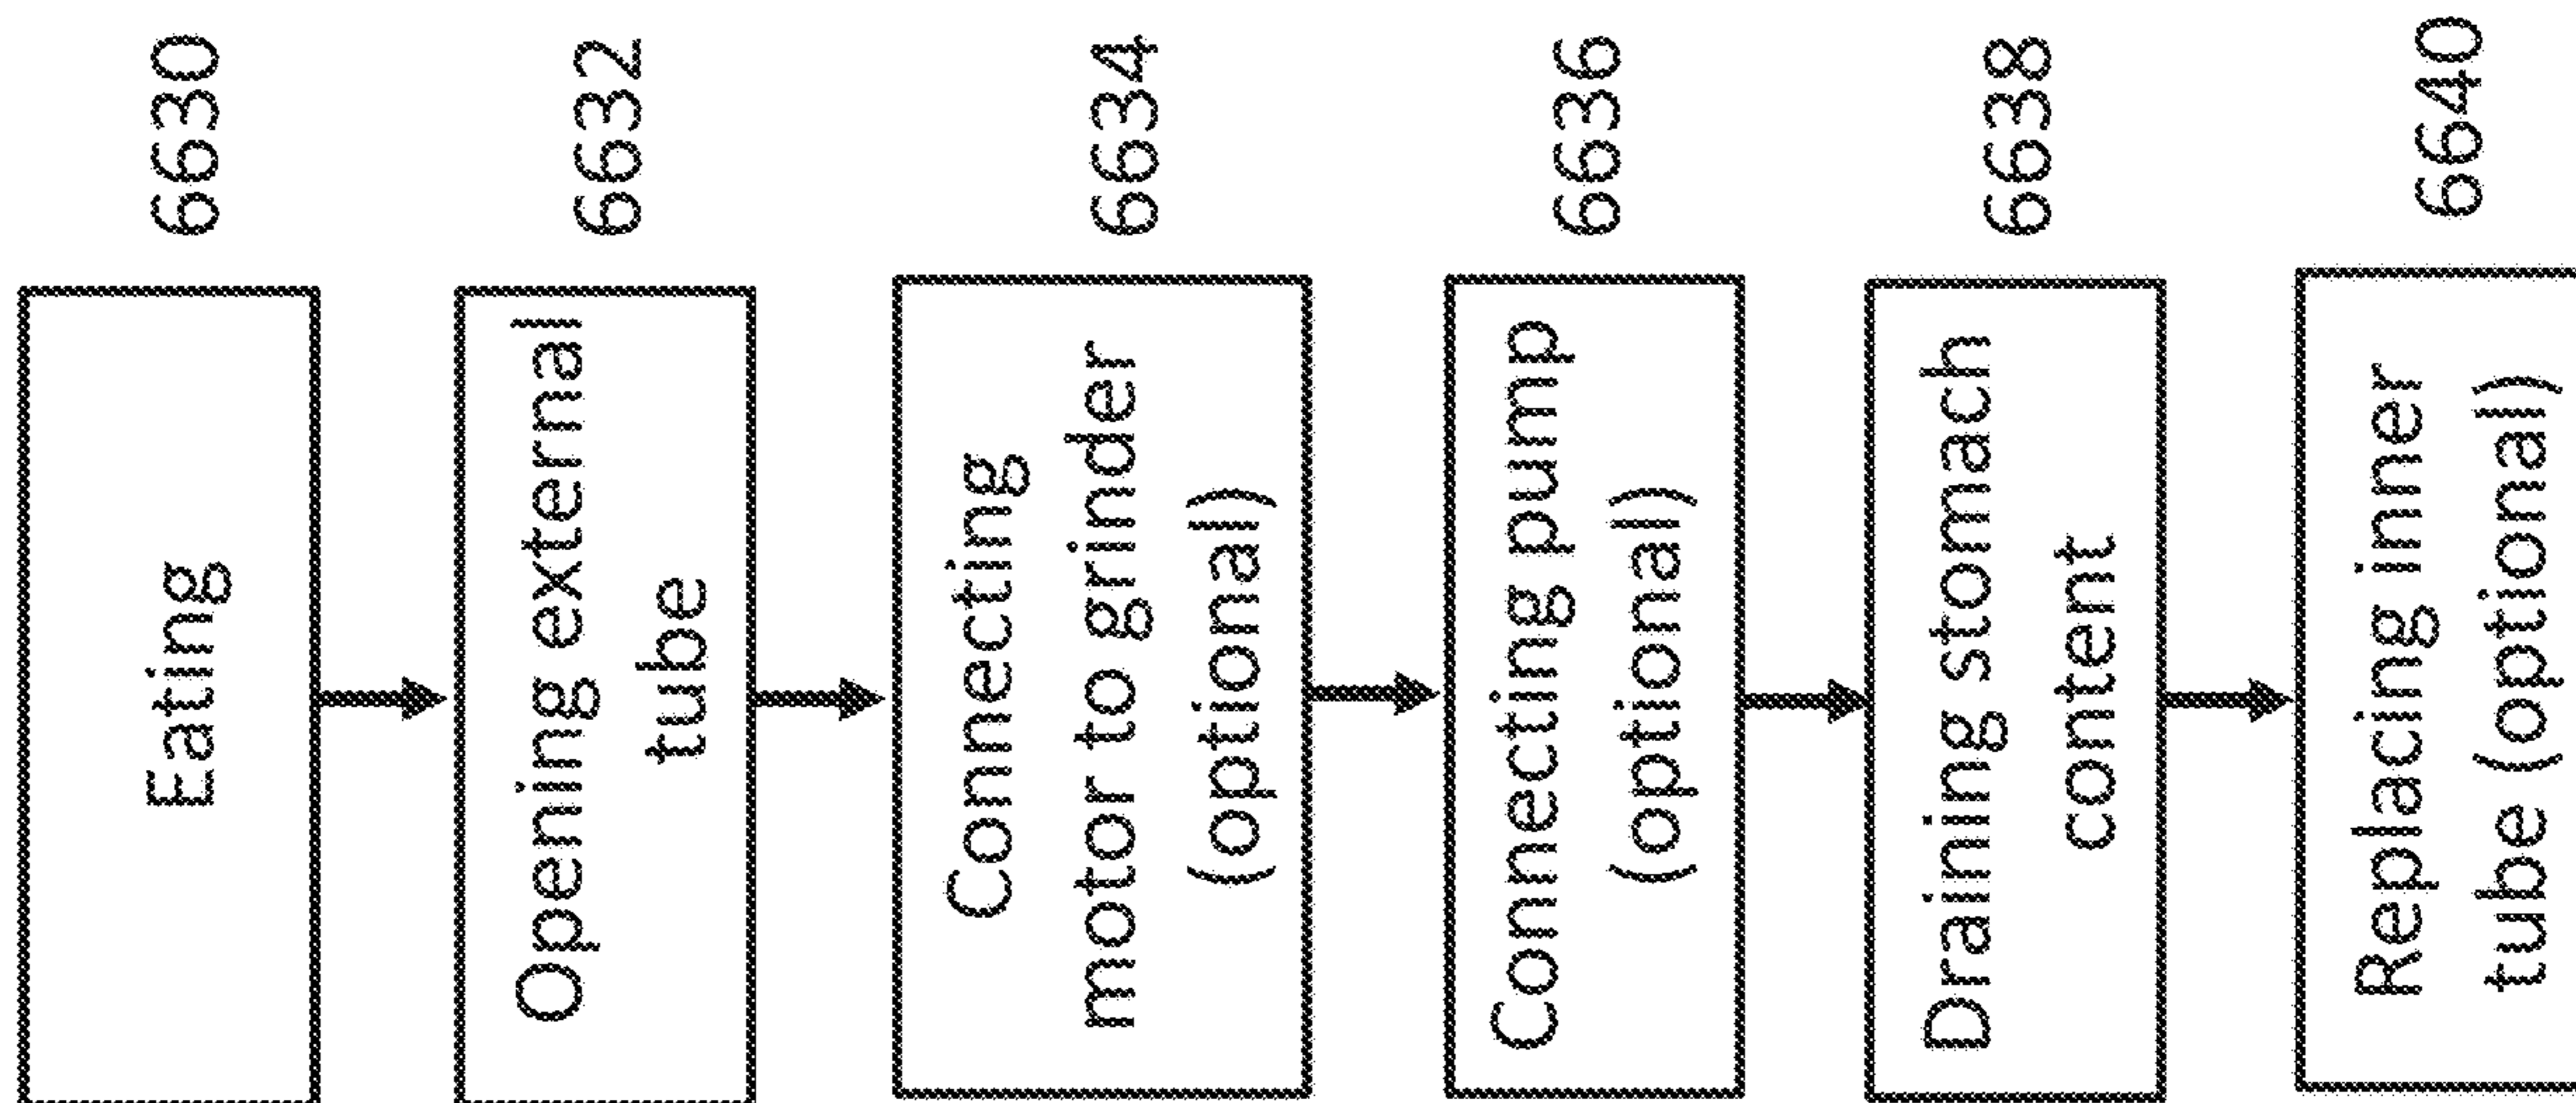 Eating
6630
Opening external
tube
6632
Connecting
motor to grinder
(optional)
6634
Connecting pump
(optional)
6636
Draining stomach
content
6638
Replacing inner
tube (optional)
6640